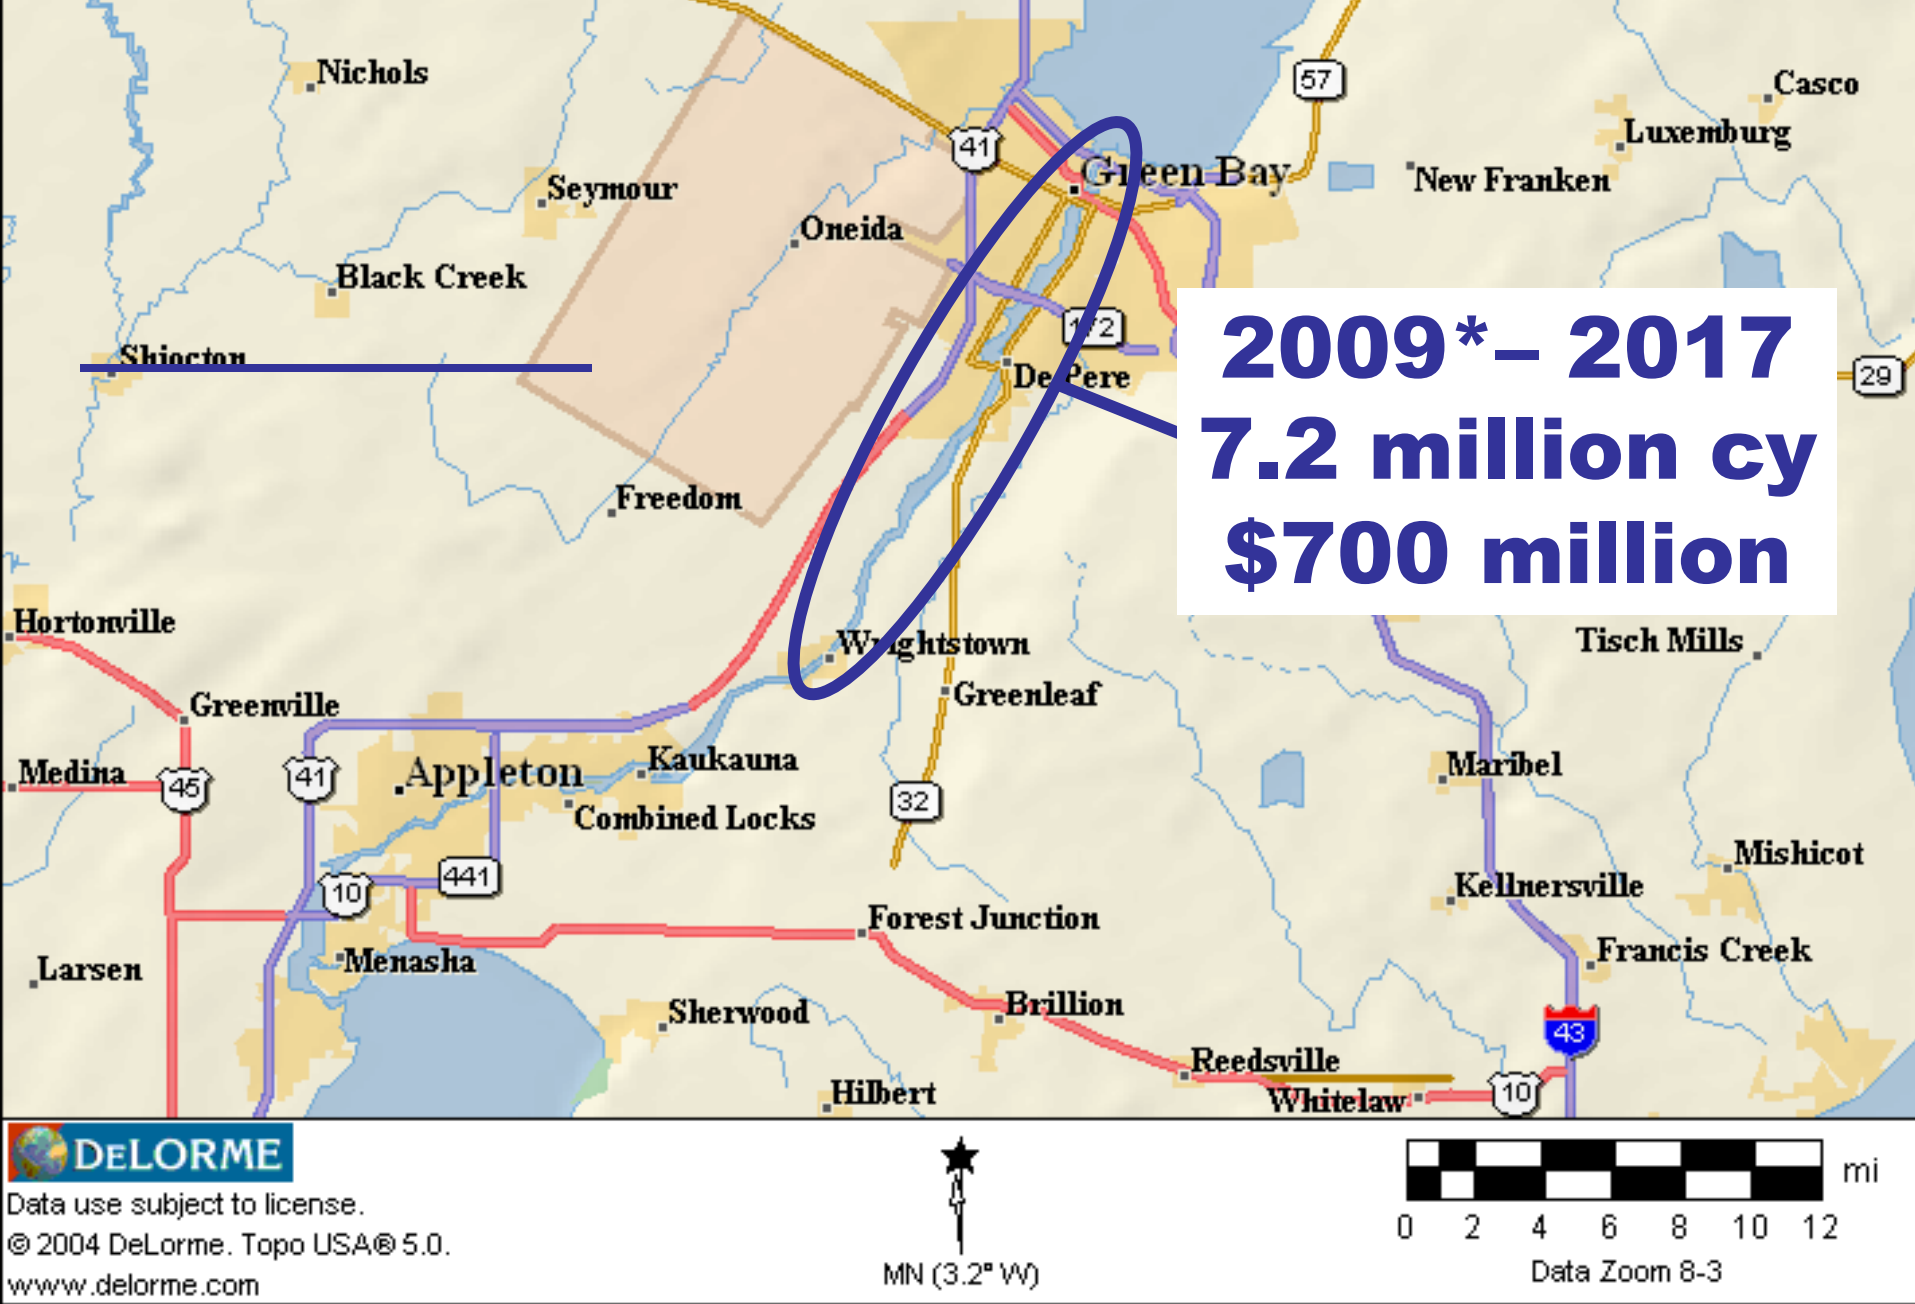 Nichols
57
Casco
Luxemburg
41
Green Bay
New Franken
Seymour
Oneida
Black Creek
172
Shiocton
De Pere
29
2009*– 2017
7.2 million cy
$700 million
Freedom
Hortonville
Wrightstown
Tisch Mills
Greenleaf
Greenville
Medina
45
41
Appleton
Kaukauna
Maribel
32
Combined Locks
441
10
Mishicot
Kellnersville
Forest Junction
Francis Creek
Larsen
Menasha
Sherwood
Brillion
43
Reedsville
Hilbert
Whitelaw
10
DELORME
Data use subject to license.
© 2004 DeLorme. Topo USA® 5.0.
www.delorme.com
MN (3.2° W)
mi
0 2 4 6 8 10 12
Data Zoom 8-3